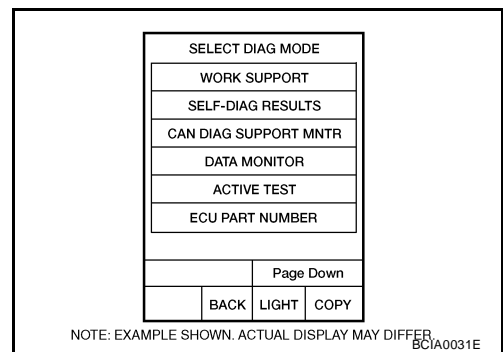 SELECT DIAG MODE
WORK SUPPORT
SELF-DIAG RESULTS
CAN DIAG SUPPORT MNTR
DATA MONITOR
ACTIVE TEST
ECU PART NUMBER
Page Down
BACK LIGHT COPY
NOTE: EXAMPLE SHOWN. ACTUAL DISPLAY MAY DIFFER.
BCIA0031E